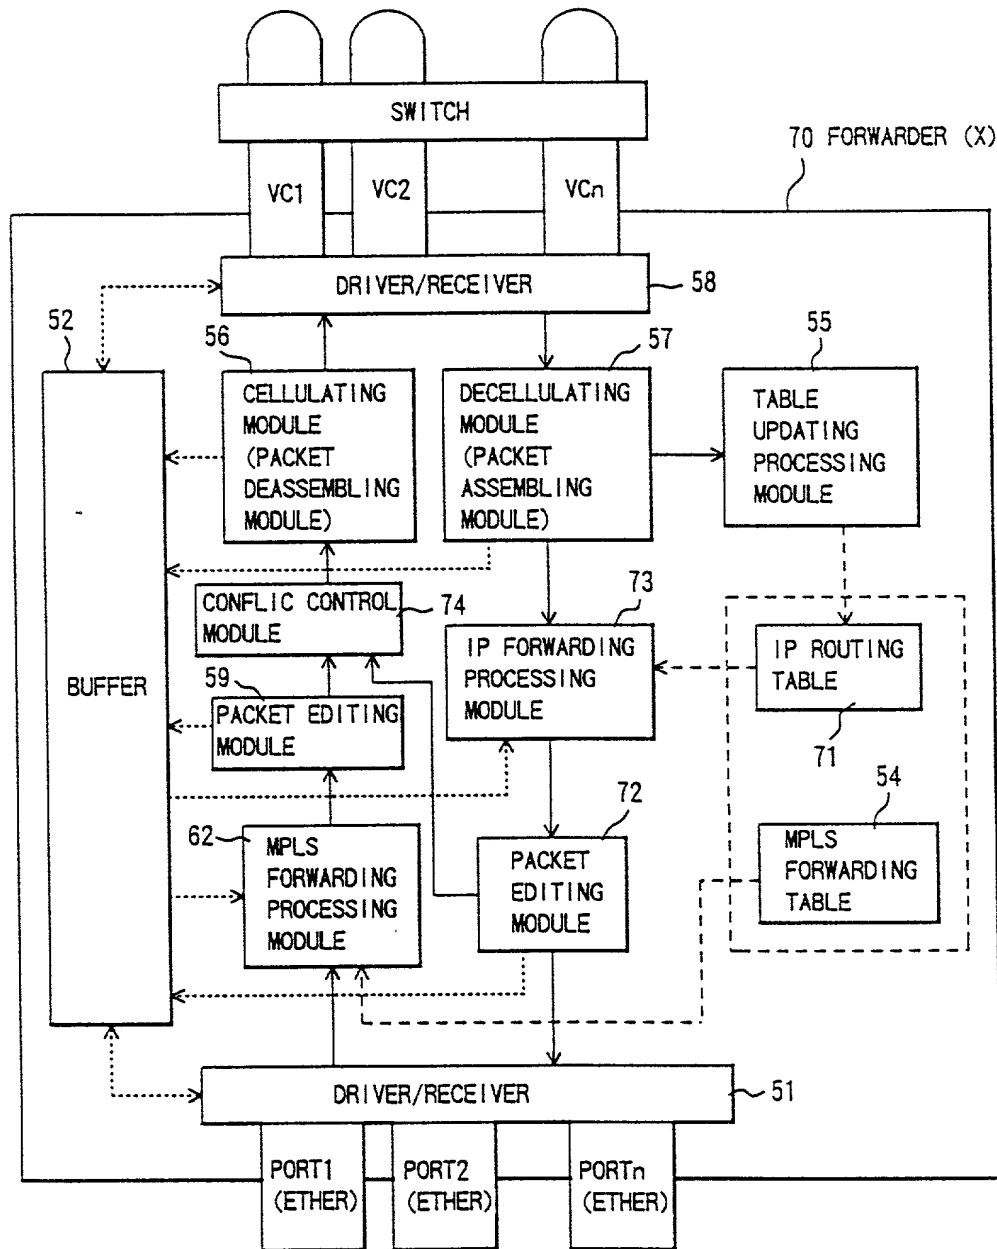 SWITCH
70 FORWARDER (X)
VC1
VC2
VCn
DRIVER/RECEIVER
58
52
56
57
55
CELLULATING
MODULE
(PACKET
DEASSEMBLING
MODULE)
DECELLULATING
MODULE
(PACKET
ASSEMBLING
MODULE)
TABLE
UPDATING
PROCESSING
MODULE
CONFLIC CONTROL
MODULE
74
73
IP FORWARDING
PROCESSING
MODULE
IP ROUTING
TABLE
71
BUFFER
59
PACKET EDITING
MODULE
62
MPLS
FORWARDING
PROCESSING
MODULE
72
PACKET
EDITING
MODULE
54
MPLS
FORWARDING
TABLE
DRIVER/RECEIVER
51
PORT1
(ETHER)
PORT2
(ETHER)
PORTn
(ETHER)